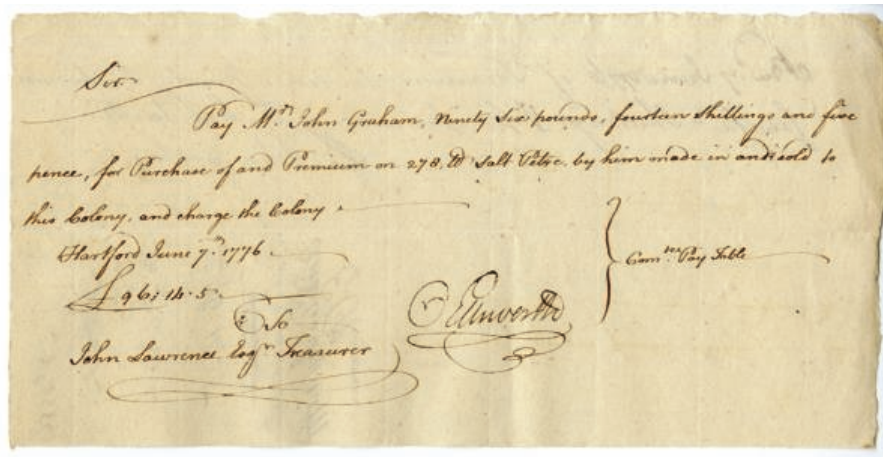 Sir
Pay Mr. John Graham, Ninety Six pounds, fourteen Shillings and five
pence, for Purchase of and Premium on 278, lb Salt Petre, by him made in and sold to
this Colony, and charge the Colony
Hartford June 7th 1776
£96:14.5
To
John Lawrence Esqr Treasurer
Ellsworth
Comtee Pay Table